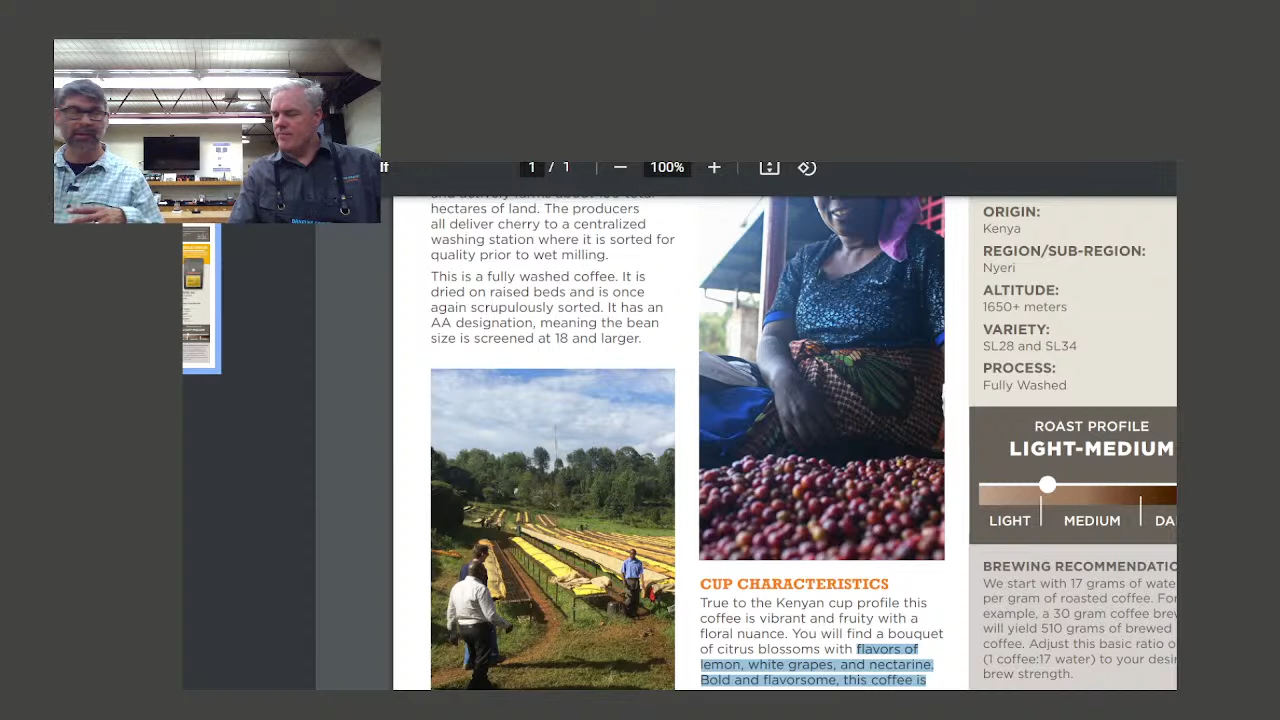 1 / 1
100%
hectares of land. The producers
all deliver cherry to a centralized
washing station where it is sorted for
quality prior to wet milling.
This is a fully washed coffee. It is
dried on raised beds and is once
again scrupulously sorted. It has an
AA designation, meaning the bean
size is screened at 18 and larger.
CUP CHARACTERISTICS
True to the Kenyan cup profile this
coffee is vibrant and fruity with a
floral nuance. You will find a bouquet
of citrus blossoms with flavors of
lemon, white grapes, and nectarine.
Bold and flavorsome, this coffee is
ORIGIN:
Kenya
REGION/SUB-REGION:
Nyeri
ALTITUDE:
1650+ meters
VARIETY:
SL28 and SL34
PROCESS:
Fully Washed
ROAST PROFILE
LIGHT-MEDIUM
LIGHT
MEDIUM
DA
BREWING RECOMMENDATIO
We start with 17 grams of wate
per gram of roasted coffee. For
example, a 30 gram coffee brew
will yield 510 grams of brewed
coffee. Adjust this basic ratio o
(1 coffee:17 water) to your desir
brew strength.